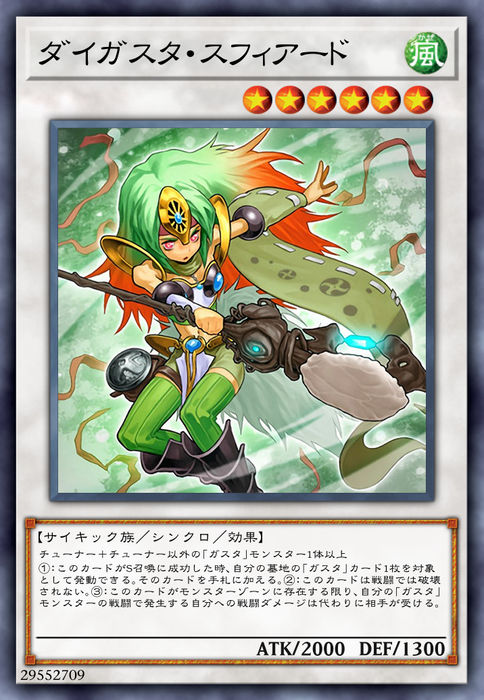 ダイガスタ・スフィアード
かぜ
風
【サイキック族／シンクロ／効果】
チューナー＋チューナー以外の「ガスタ」モンスター1体以上
①：このカードがS召喚に成功した時、自分の墓地の「ガスタ」カード1枚を対象
として発動できる。そのカードを手札に加える。②：このカードは戦闘では破壊
されない。③：このカードがモンスターゾーンに存在する限り、自分の「ガスタ」
モンスターの戦闘で発生する自分への戦闘ダメージは代わりに相手が受ける。
ATK/2000 DEF/1300
29552709